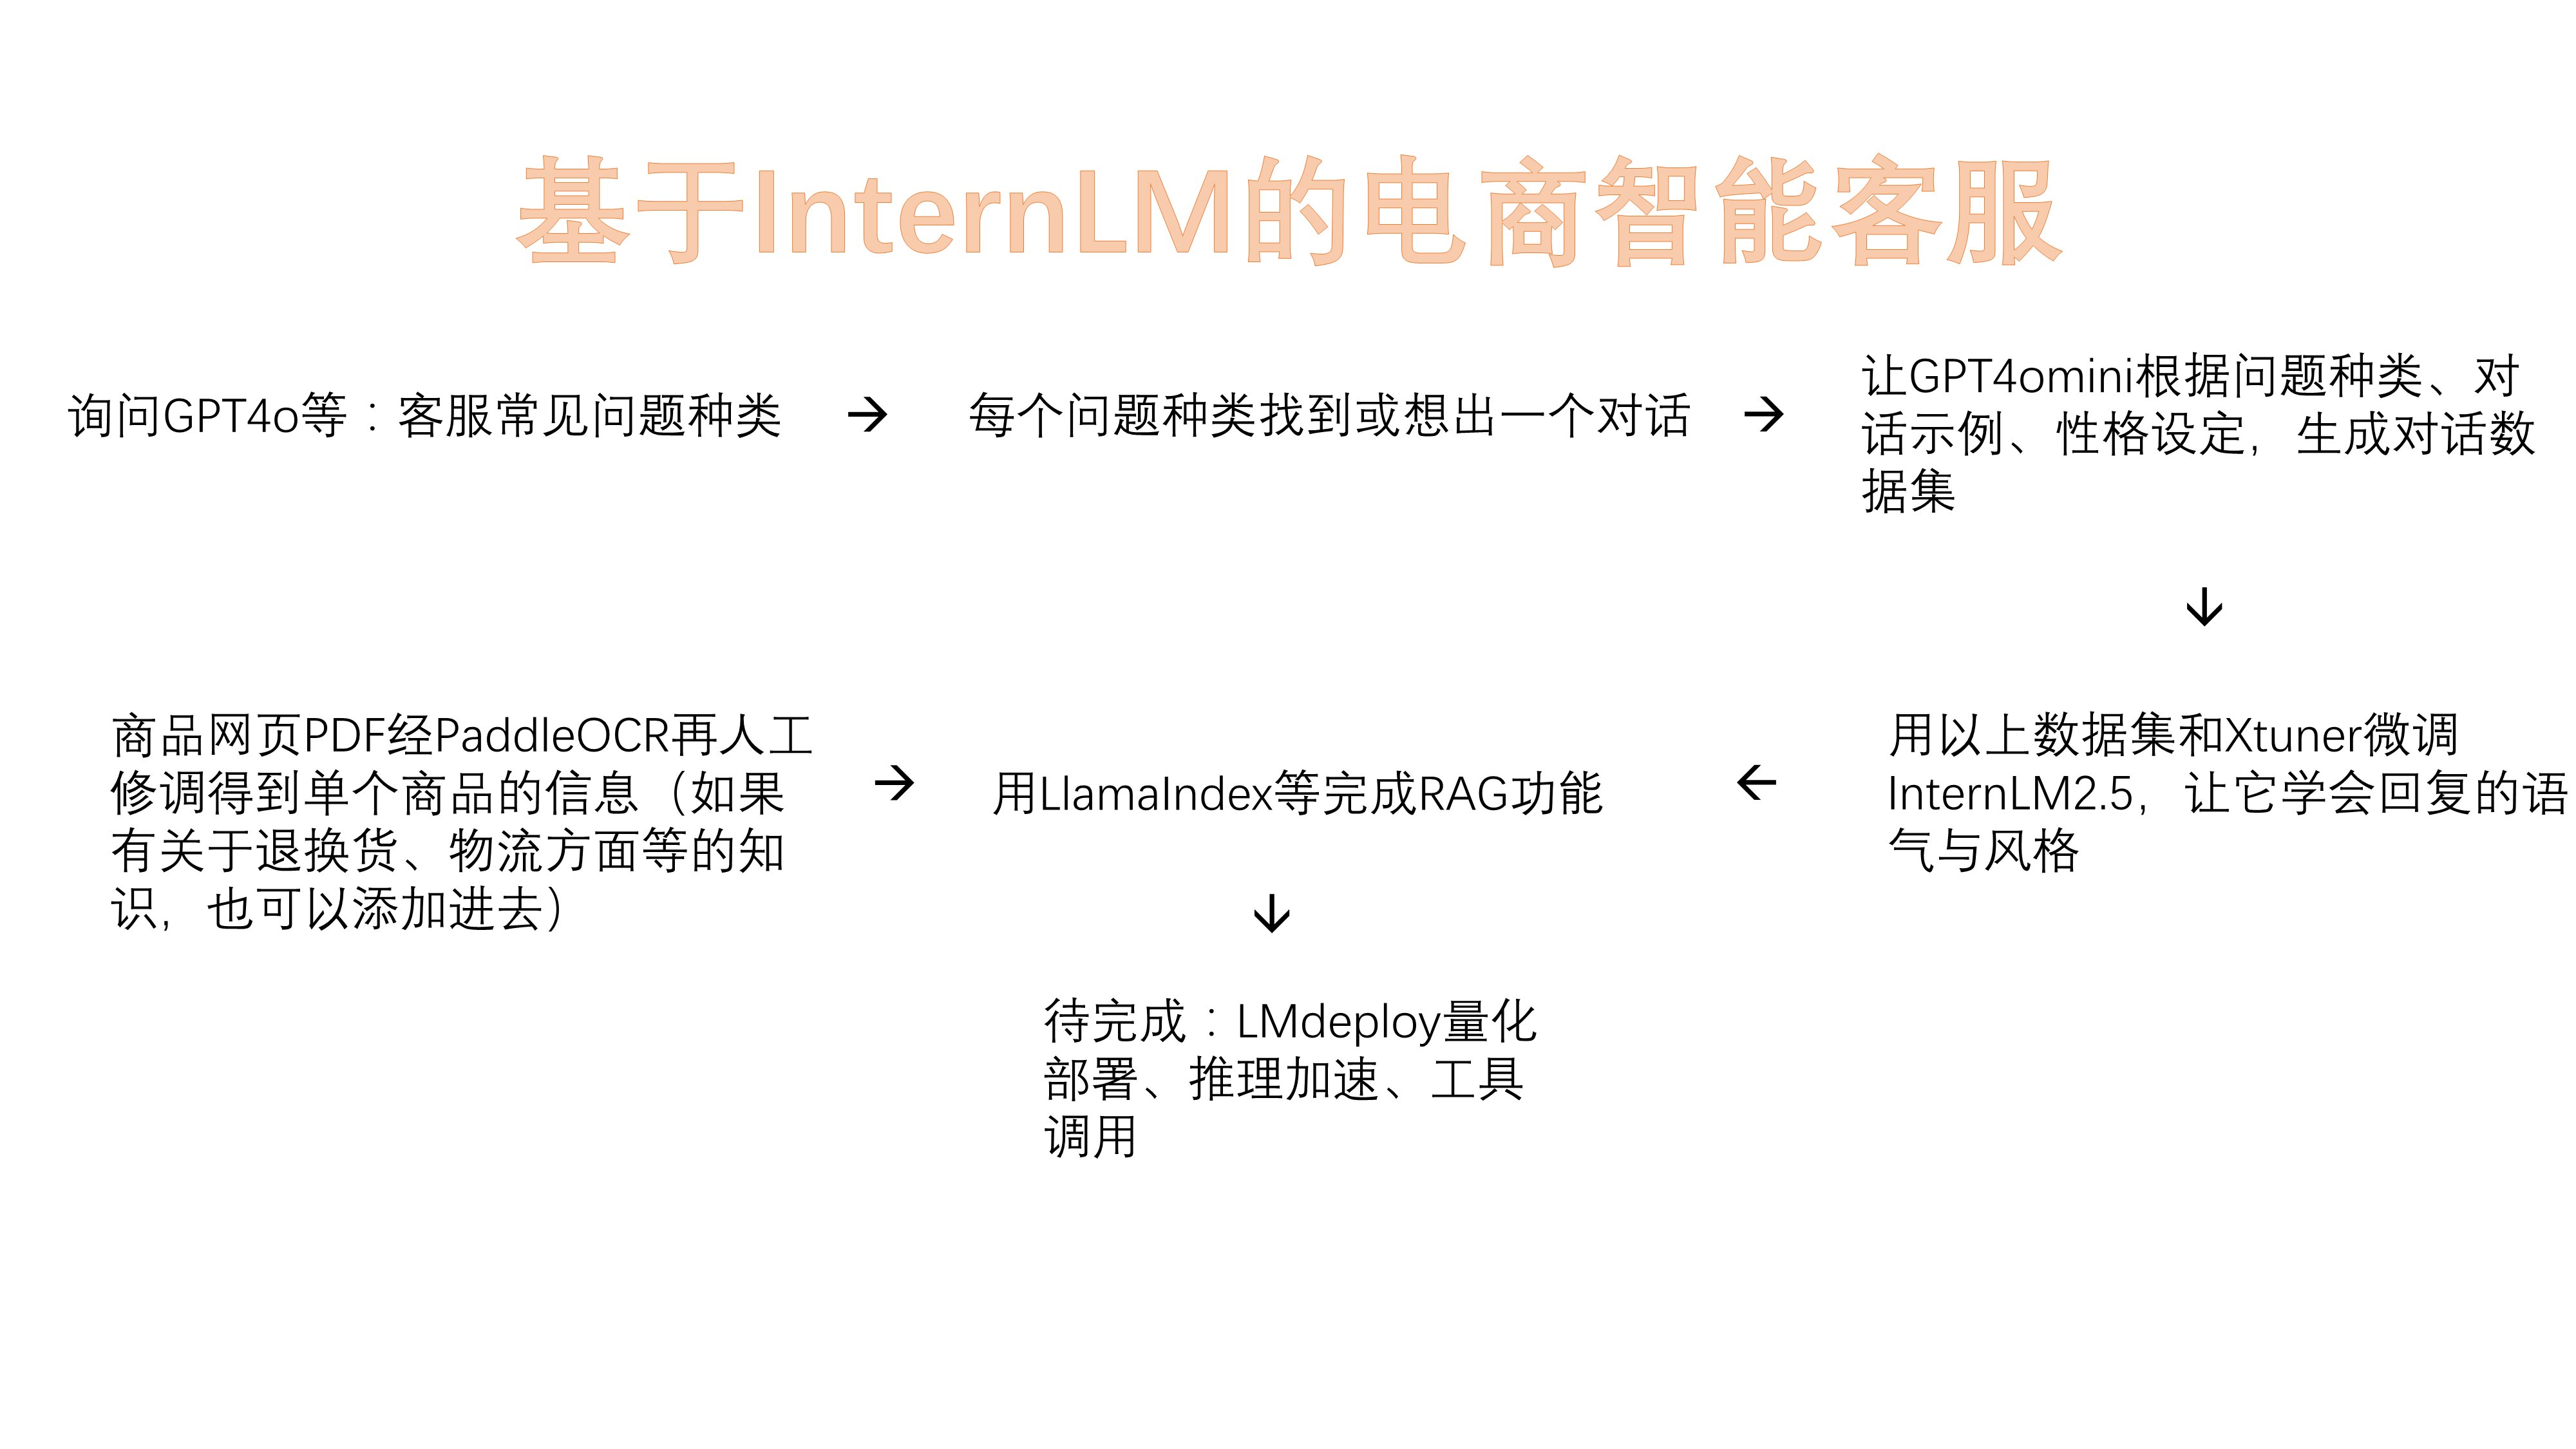 基于InternLM的电商智能客服
询问GPT4o等：客服常见问题种类
→
每个问题种类找到或想出一个对话
→
让GPT4omini根据问题种类、对
话示例、性格设定，生成对话数
据集
↓
商品网页PDF经PaddleOCR再人工
修调得到单个商品的信息（如果
有关于退换货、物流方面等的知
识，也可以添加进去）
→
用LlamaIndex等完成RAG功能
←
用以上数据集和Xtuner微调
InternLM2.5，让它学会回复的语
气与风格
↓
待完成：LMdeploy量化
部署、推理加速、工具
调用